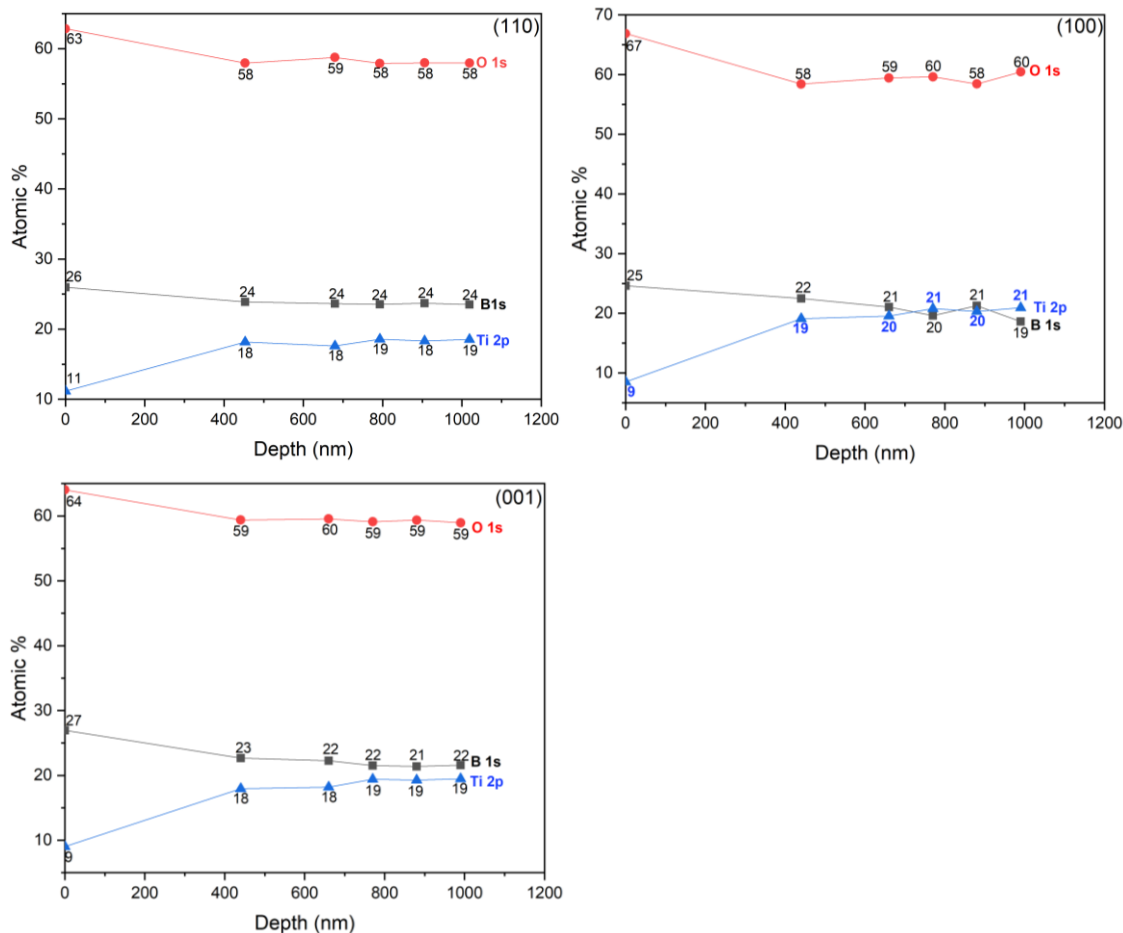 (110)
60
50
40
30
20
10
0 200 400 600 800 1000 1200
Atomic %
Depth (nm)
63 58 59 58 58 58 O 1s
26 24 24 24 24 24 B1s
11 18 18 19 18 19 Ti 2p
(100)
70
60
50
40
30
20
10
0 200 400 600 800 1000 1200
Atomic %
Depth (nm)
67 58 59 60 58 60 O 1s
25 22 21 20 21 19 B 1s
9 19 20 21 20 21 Ti 2p
(001)
60
50
40
30
20
10
0 200 400 600 800 1000 1200
Atomic %
Depth (nm)
64 59 60 59 59 59 O 1s
27 23 22 22 21 22 B 1s
9 18 18 19 19 19 Ti 2p